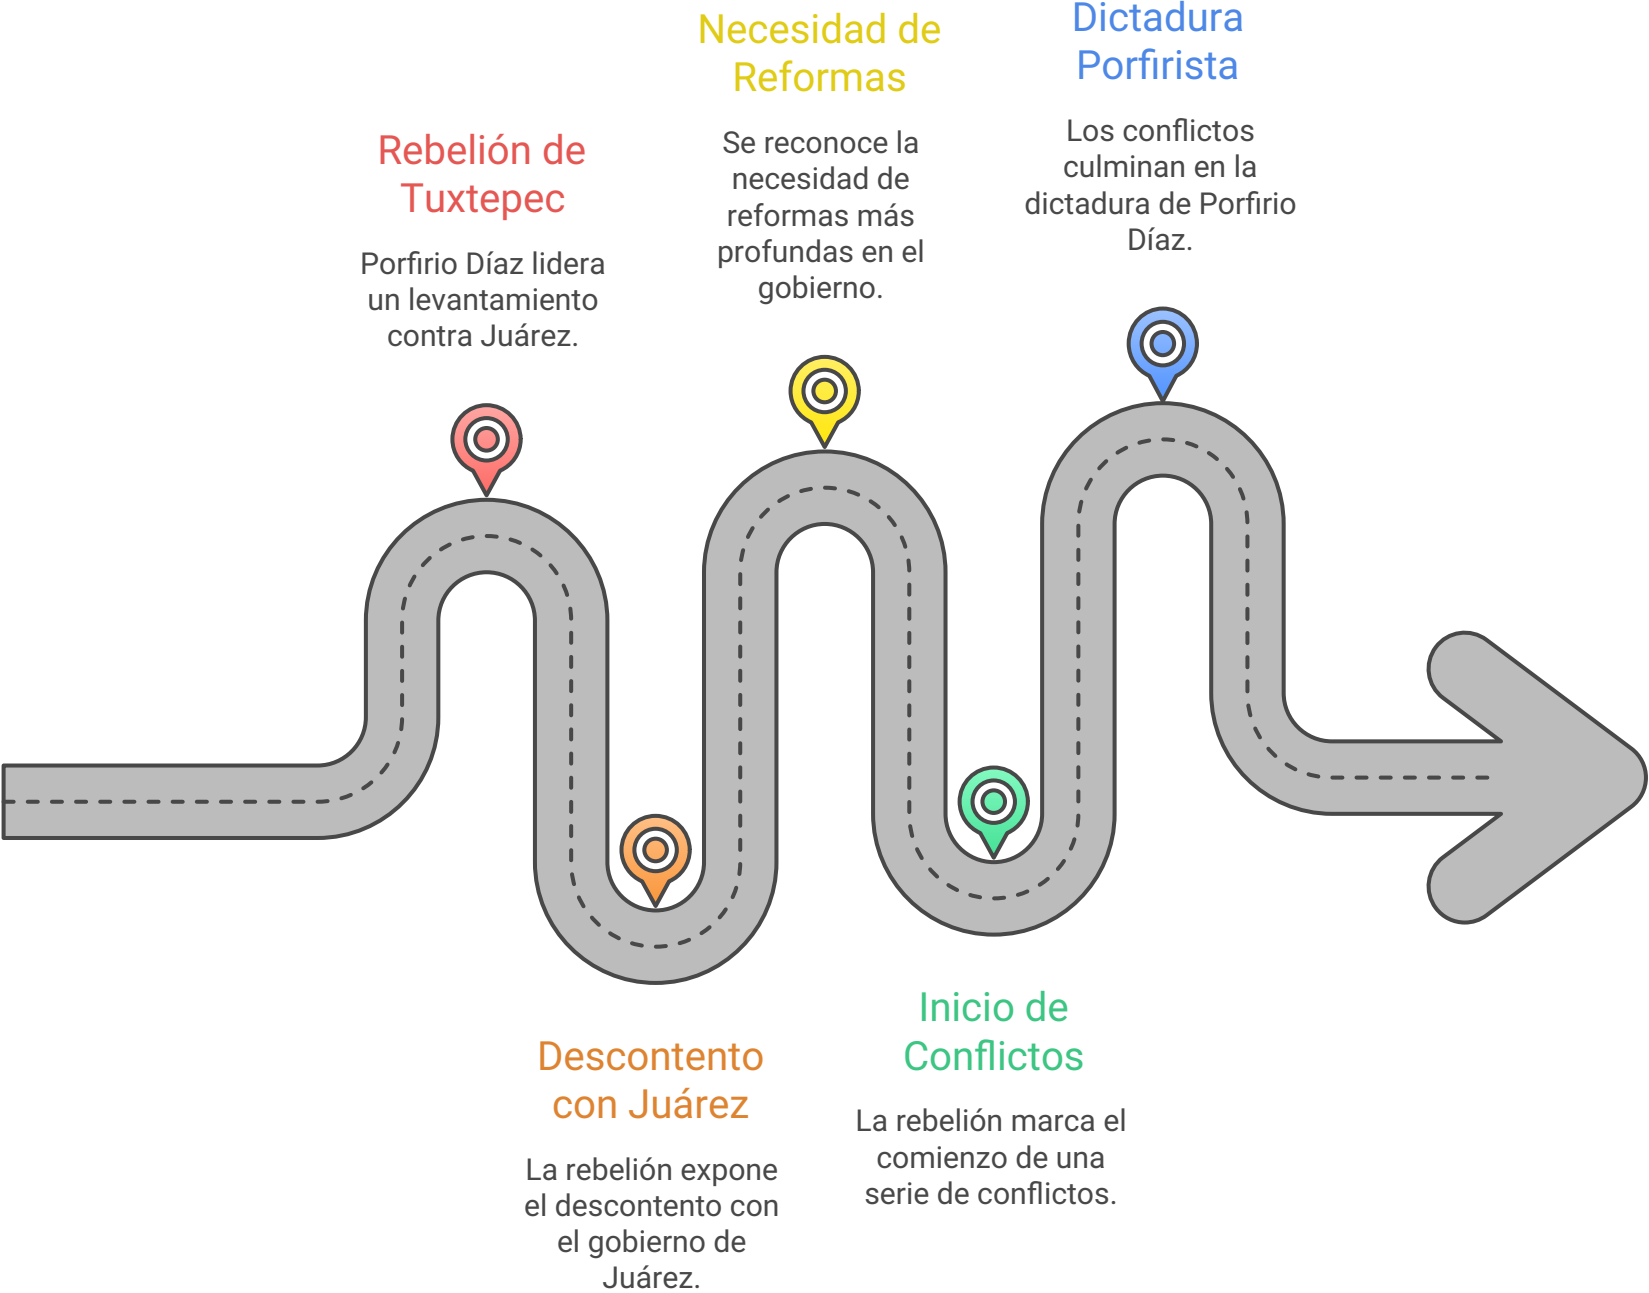 Rebelión de
Tuxtepec
Porfirio Díaz lidera
un levantamiento
contra Juárez.
Descontento
con Juárez
La rebelión expone
el descontento con
el gobierno de
Juárez.
Necesidad de
Reformas
Se reconoce la
necesidad de
reformas más
profundas en el
gobierno.
Inicio de
Conflictos
La rebelión marca el
comienzo de una
serie de conflictos.
Dictadura
Porfirista
Los conflictos
culminan en la
dictadura de Porfirio
Díaz.